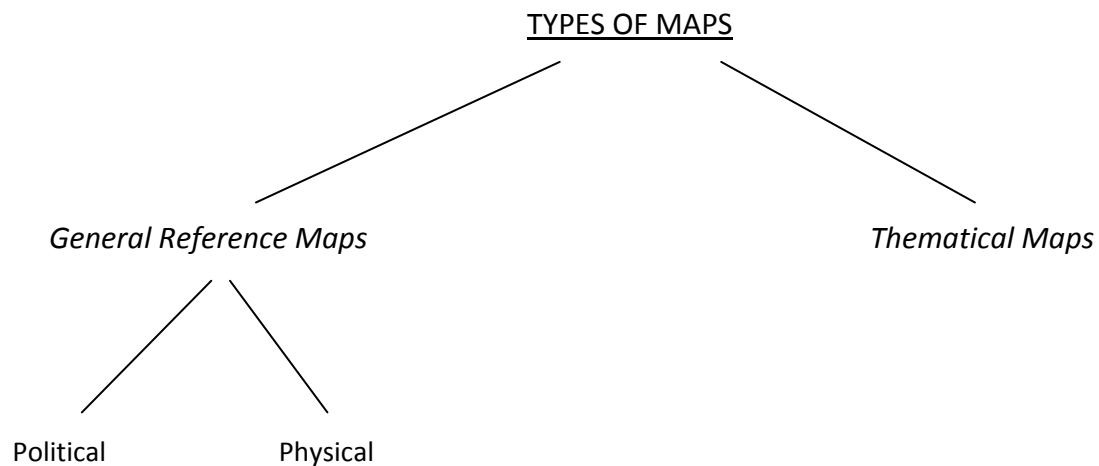 TYPES OF MAPS
General Reference Maps
Thematical Maps
Political
Physical